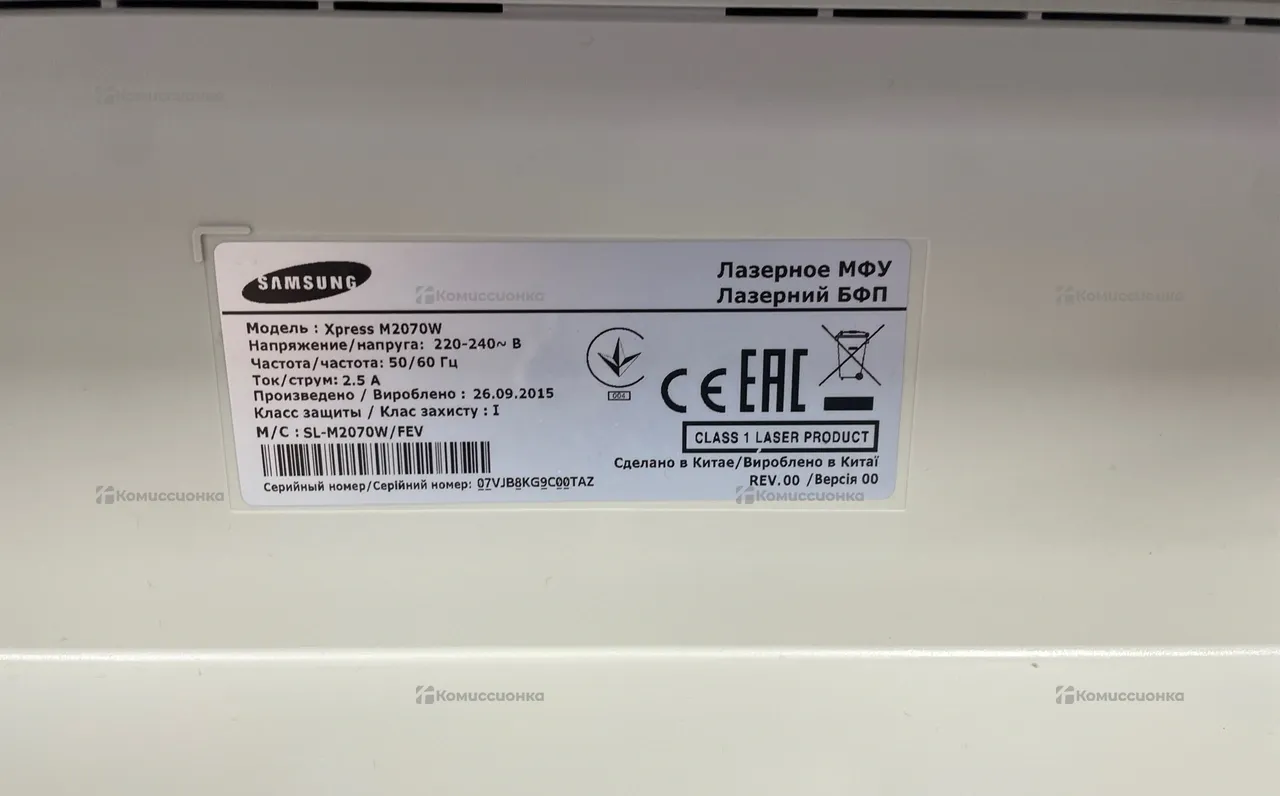 SAMSUNG
Лазерное МФУ
Лазерний БФП
Модель : Xpress M2070W
Напряжение/напруга: 220-240~ В
Частота/частота: 50/60 Гц
Ток/струм: 2.5 А
Произведено / Вироблено : 26.09.2015
Класс защиты / Клас захисту : I
M/C : SL-M2070W/FEV
Серийный номер/Серійний номер: 07VJB8KG9C00TAZ
004
CE EAC
CLASS 1 LASER PRODUCT
Сделано в Китае/Вироблено в Китаї
REV.00 /Версія 00
Комиссионка
Комиссионка
Комиссионка
Комиссионка
Комиссионка
Комиссионка
Комиссионка